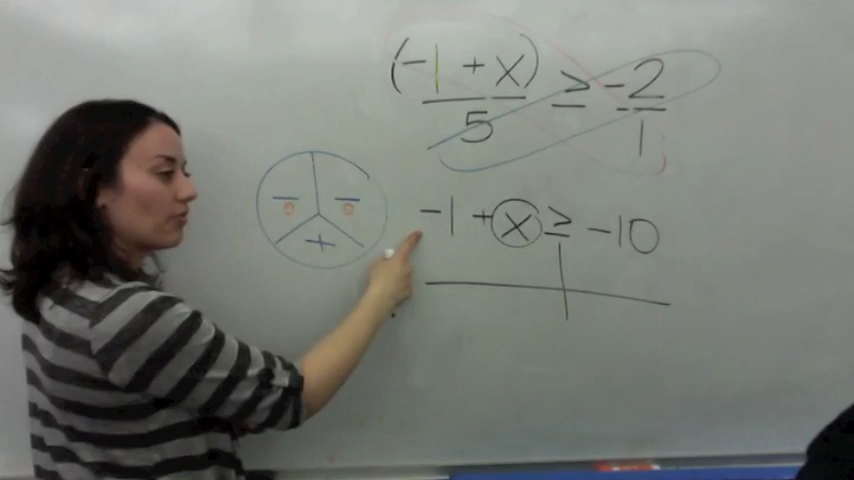 (-1 + x) ≥ -2
5 1
- -
+
-1 + x ≥ -10